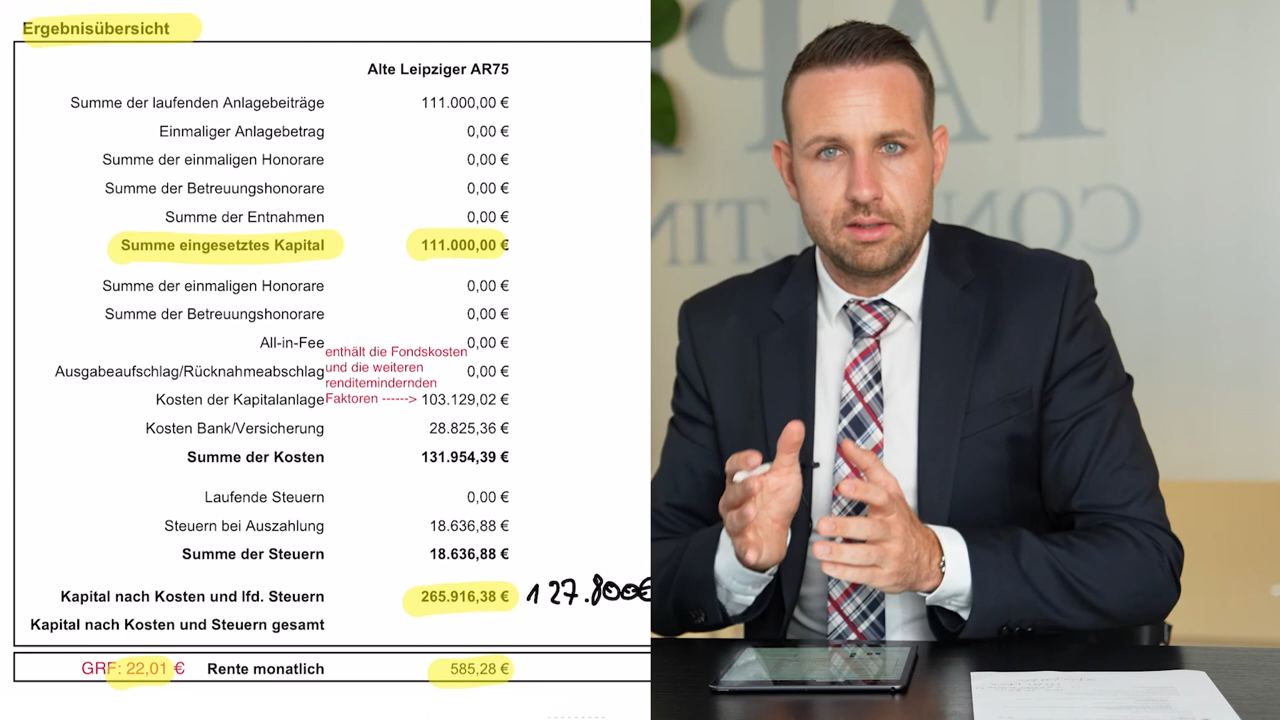 Ergebnisübersicht
Alte Leipziger AR75
Summe der laufenden Anlagebeiträge 111.000,00 €
Einmaliger Anlagebetrag 0,00 €
Summe der einmaligen Honorare 0,00 €
Summe der Betreuungshonorare 0,00 €
Summe der Entnahmen 0,00 €
Summe eingesetztes Kapital 111.000,00 €
Summe der einmaligen Honorare 0,00 €
Summe der Betreuungshonorare 0,00 €
All-in-Fee 0,00 €
enthält die Fondskosten
und die weiteren
renditemindernden
Faktoren ------>
Ausgabeaufschlag/Rücknahmeabschlag 0,00 €
Kosten der Kapitalanlage 103.129,02 €
Kosten Bank/Versicherung 28.825,36 €
Summe der Kosten 131.954,39 €
Laufende Steuern 0,00 €
Steuern bei Auszahlung 18.636,88 €
Summe der Steuern 18.636,88 €
Kapital nach Kosten und lfd. Steuern 265.916,38 € 127.800€
Kapital nach Kosten und Steuern gesamt
GRF: 22,01 € Rente monatlich 585,28 €